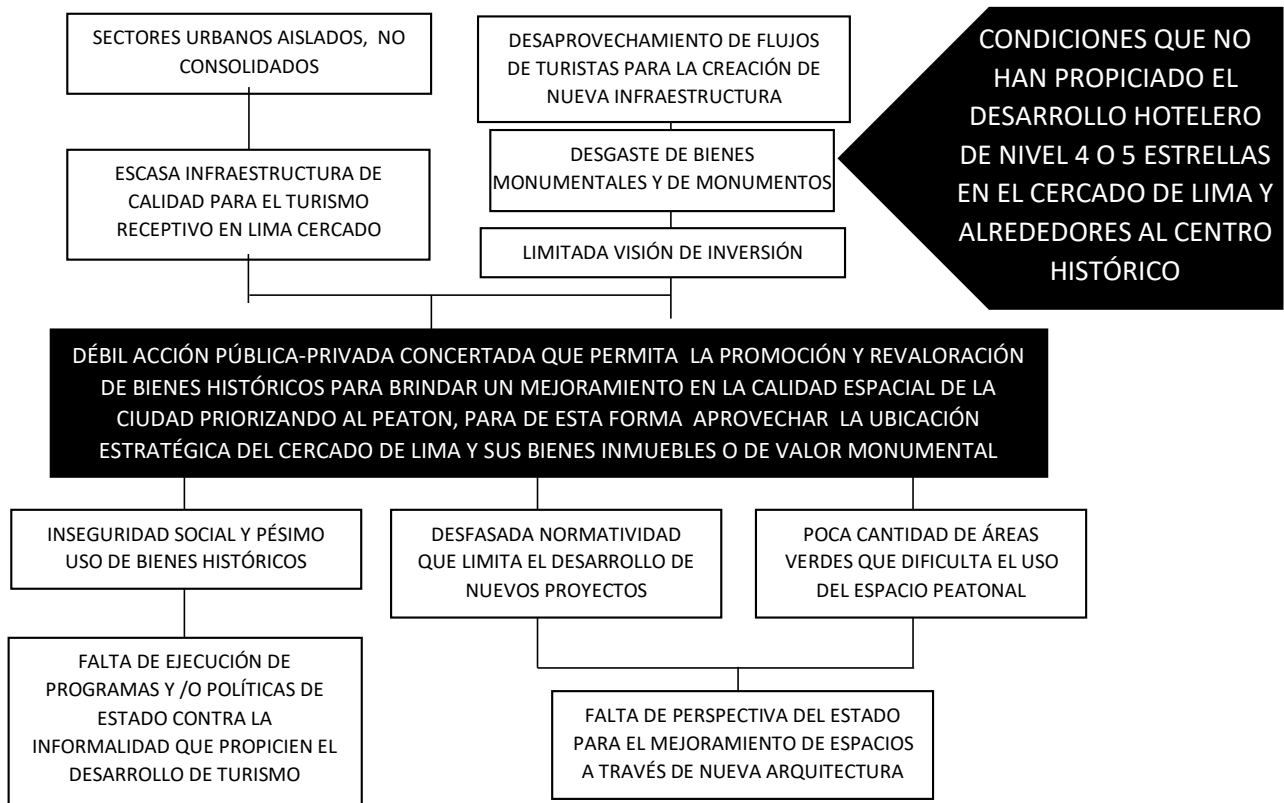 SECTORES URBANOS AISLADOS, NO
CONSOLIDADOS
ESCASA INFRAESTRUCTURA DE
CALIDAD PARA EL TURISMO
RECEPTIVO EN LIMA CERCADO
DESAPROVECHAMIENTO DE FLUJOS
DE TURISTAS PARA LA CREACIÓN DE
NUEVA INFRAESTRUCTURA
DESGASTE DE BIENES
MONUMENTALES Y DE MONUMENTOS
LIMITADA VISIÓN DE INVERSIÓN
CONDICIONES QUE NO
HAN PROPICIADO EL
DESARROLLO HOTELERO
DE NIVEL 4 O 5 ESTRELLAS
EN EL CERCADO DE LIMA Y
ALREDEDORES AL CENTRO
HISTÓRICO
DÉBIL ACCIÓN PÚBLICA-PRIVADA CONCERTADA QUE PERMITA LA PROMOCIÓN Y REVALORACIÓN
DE BIENES HISTÓRICOS PARA BRINDAR UN MEJORAMIENTO EN LA CALIDAD ESPACIAL DE LA
CIUDAD PRIORIZANDO AL PEATON, PARA DE ESTA FORMA APROVECHAR LA UBICACIÓN
ESTRATÉGICA DEL CERCADO DE LIMA Y SUS BIENES INMUEBLES O DE VALOR MONUMENTAL
INSEGURIDAD SOCIAL Y PÉSIMO
USO DE BIENES HISTÓRICOS
DESFASADA NORMATIVIDAD
QUE LIMITA EL DESARROLLO DE
NUEVOS PROYECTOS
POCA CANTIDAD DE ÁREAS
VERDES QUE DIFICULTA EL USO
DEL ESPACIO PEATONAL
FALTA DE EJECUCIÓN DE
PROGRAMAS Y /O POLÍTICAS DE
ESTADO CONTRA LA
INFORMALIDAD QUE PROPICIEN EL
DESARROLLO DE TURISMO
FALTA DE PERSPECTIVA DEL ESTADO
PARA EL MEJORAMIENTO DE ESPACIOS
A TRAVÉS DE NUEVA ARQUITECTURA